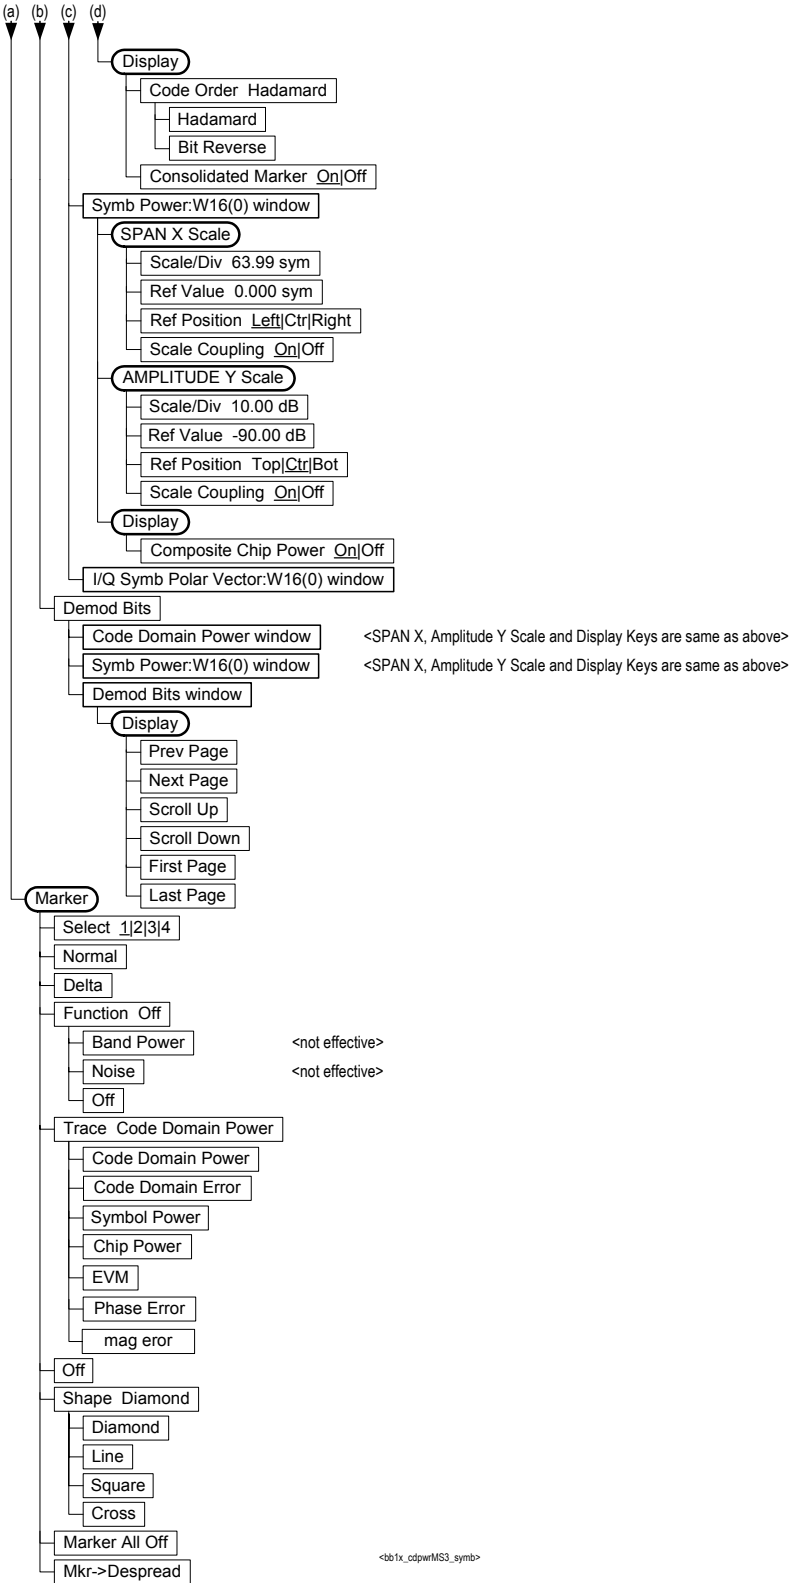 (a) (b) (c) (d)
Display
Code Order Hadamard
Hadamard
Bit Reverse
Consolidated Marker On|Off
Symb Power:W16(0) window
SPAN X Scale
Scale/Div 63.99 sym
Ref Value 0.000 sym
Ref Position Left|Ctr|Right
Scale Coupling On|Off
AMPLITUDE Y Scale
Scale/Div 10.00 dB
Ref Value -90.00 dB
Ref Position Top|Ctr|Bot
Scale Coupling On|Off
Display
Composite Chip Power On|Off
I/Q Symb Polar Vector:W16(0) window
Demod Bits
Code Domain Power window <SPAN X, Amplitude Y Scale and Display Keys are same as above>
Symb Power:W16(0) window <SPAN X, Amplitude Y Scale and Display Keys are same as above>
Demod Bits window
Display
Prev Page
Next Page
Scroll Up
Scroll Down
First Page
Last Page
Marker
Select 1|2|3|4
Normal
Delta
Function Off
Band Power <not effective>
Noise <not effective>
Off
Trace Code Domain Power
Code Domain Power
Code Domain Error
Symbol Power
Chip Power
EVM
Phase Error
mag eror
Off
Shape Diamond
Diamond
Line
Square
Cross
Marker All Off
<bb1x_cdpwrMS3_symb>
Mkr->Despread